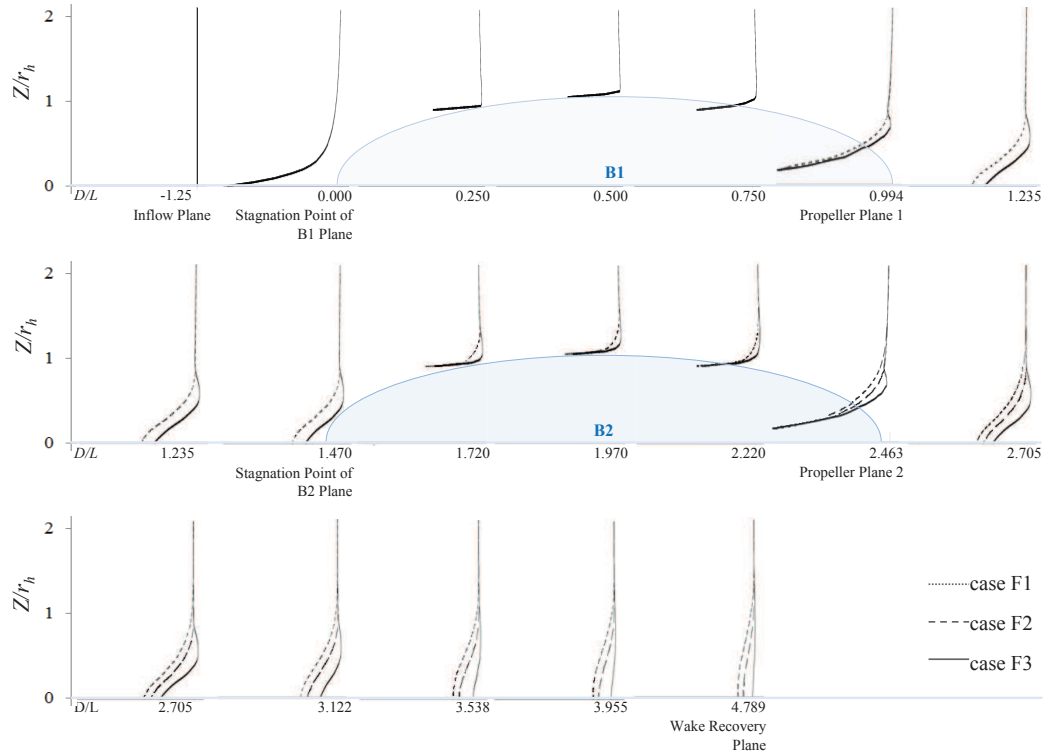 Z/r_h
2
1
0
B1
D/L -1.25 0.000 0.250 0.500 0.750 0.994 1.235
Inflow Plane Stagnation Point of Propeller Plane 1
B1 Plane
Z/r_h
2
1
0
B2
D/L 1.235 1.470 1.720 1.970 2.220 2.463 2.705
Stagnation Point of Propeller Plane 2
B2 Plane
Z/r_h
2
1
0
case F1
case F2
case F3
D/L 2.705 3.122 3.538 3.955 4.789
Wake Recovery
Plane